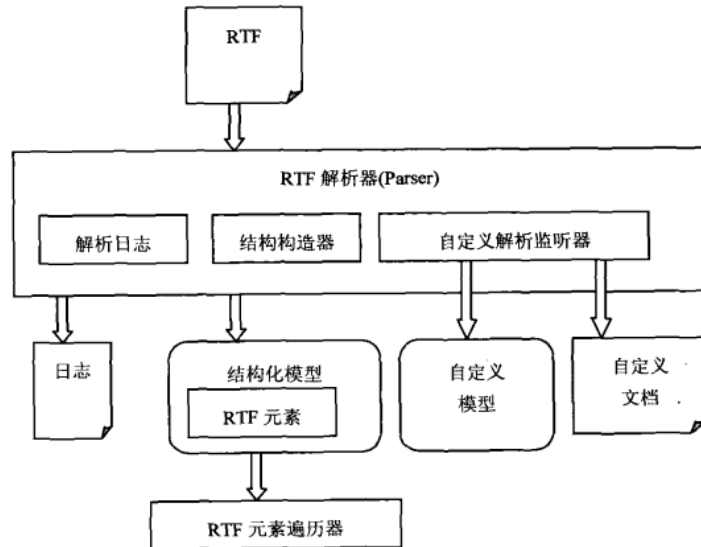 RTF
RTF 解析器(Parser)
解析日志
结构构造器
自定义解析监听器
日志
结构化模型
RTF 元素
自定义
模型
自定义
文档
RTF 元素遍历器